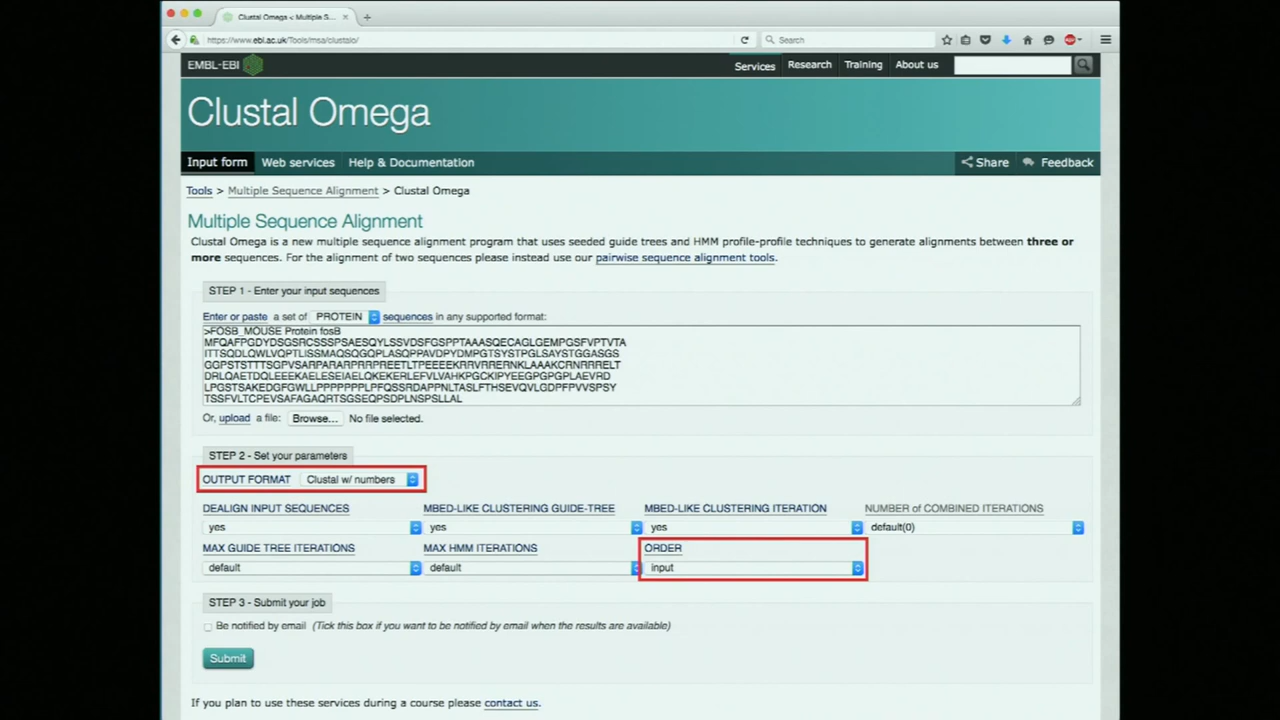 Clustal Omega < Multiple S...
https://www.ebi.ac.uk/Tools/msa/clustalo/
Search
EMBL-EBI
Services Research Training About us
Clustal Omega
Input form Web services Help & Documentation Share Feedback
Tools > Multiple Sequence Alignment > Clustal Omega
Multiple Sequence Alignment
Clustal Omega is a new multiple sequence alignment program that uses seeded guide trees and HMM profile-profile techniques to generate alignments between three or
more sequences. For the alignment of two sequences please instead use our pairwise sequence alignment tools.
STEP 1 - Enter your input sequences
Enter or paste a set of PROTEIN sequences in any supported format:
>FOSB_MOUSE Protein fosB
MFQAFPGDYDSGSRCSSSPSAESQYLSSVDSFGSPPTAAASQECAGLGEMPGSFVPTVTA
ITTSQDLQWLVQPTLISSMAQSQGQPLASQPPAVDPYDMPGTSYSTPGLSAYSTGGASGS
GGPSTSTTTSGPVSARPARARPRRPREETLTPEEEEKRRVRRERNKLAAAKCRNRRRELT
DRLQAETDQLEEEKAELESEIAELQKEKERLEFVLVAHKPGCKIPYEEGPGPGPLAEVRD
LPGSTSAKEDGFGWLLPPPPPPPLPFQSSRDAPPNLTASLFTHSEVQVLGDPFPVVSPSY
TSSFVLTCPEVSAFAGAQRTSGSEQPSDPLNSPSLLAL
Or, upload a file: Browse... No file selected.
STEP 2 - Set your parameters
OUTPUT FORMAT Clustal w/ numbers
DEALIGN INPUT SEQUENCES MBED-LIKE CLUSTERING GUIDE-TREE MBED-LIKE CLUSTERING ITERATION NUMBER of COMBINED ITERATIONS
yes yes yes default(0)
MAX GUIDE TREE ITERATIONS MAX HMM ITERATIONS ORDER
default default input
STEP 3 - Submit your job
Be notified by email (Tick this box if you want to be notified by email when the results are available)
Submit
If you plan to use these services during a course please contact us.